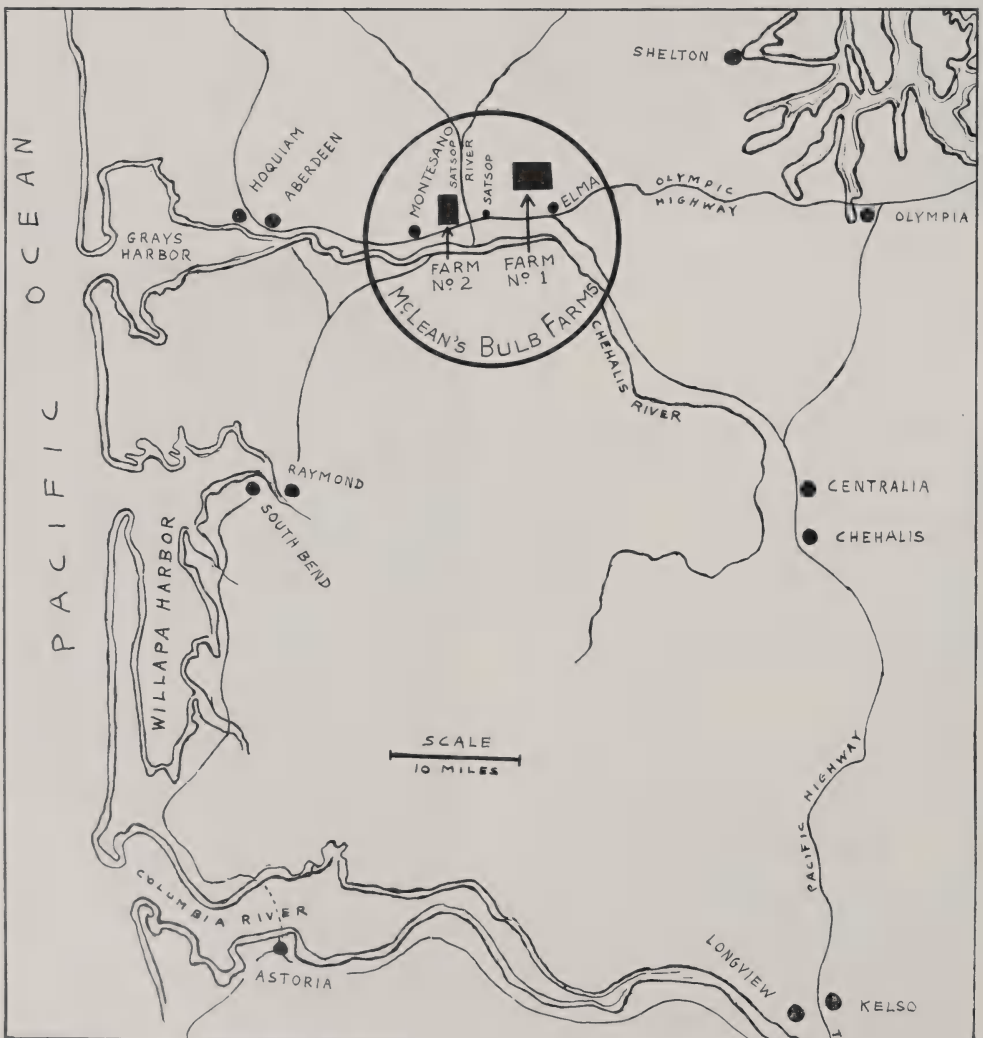 SHELTON
PACIFIC OCEAN
HOQUIAM
ABERDEEN
MONTESANO
SATSOP
RIVER
SATSOP
ELMA
OLYMPIC
HIGHWAY
OLYMPIA
GRAYS
HARBOR
FARM
No. 2
FARM
No. 1
McLEAN'S BULB FARMS
CHEHALIS
RIVER
RAYMOND
SOUTH BEND
CENTRALIA
CHEHALIS
WILLAPA HARBOR
SCALE
10 MILES
PACIFIC HIGHWAY
COLUMBIA RIVER
ASTORIA
LONGVIEW
KELSO
T